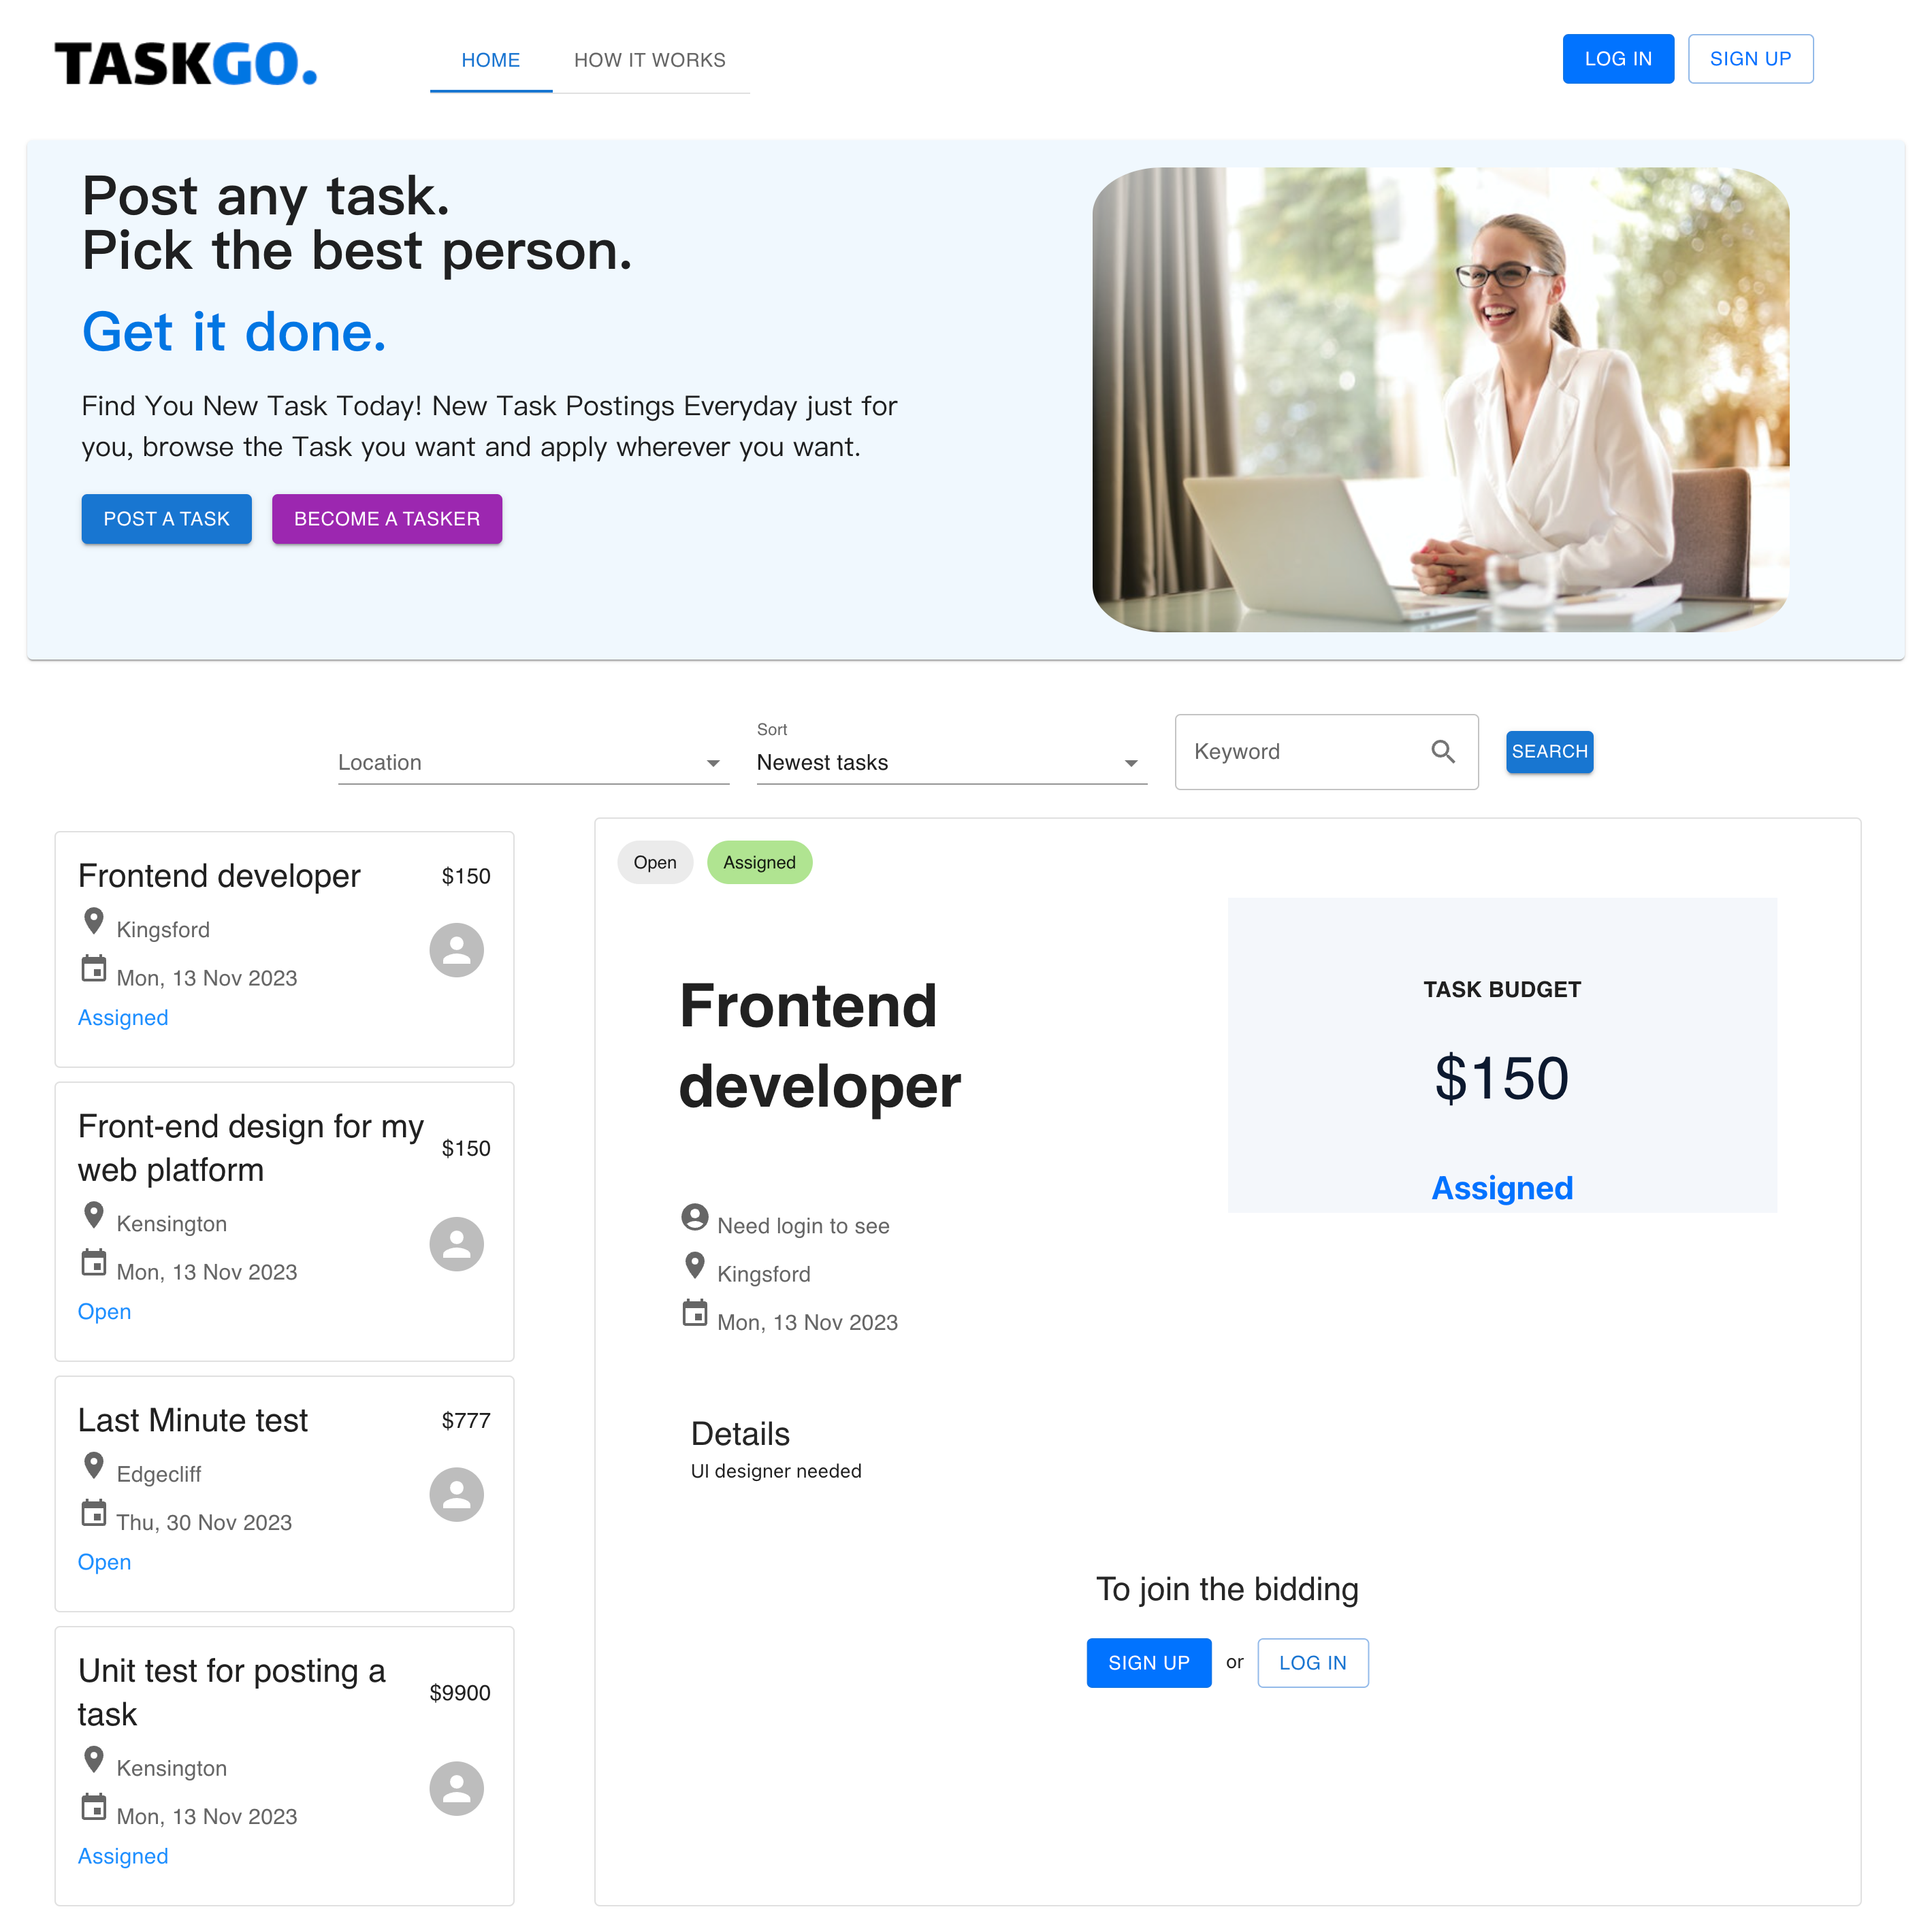 TASKGO.
HOME
HOW IT WORKS
LOG IN
SIGN UP
Post any task.
Pick the best person.
Get it done.
Find You New Task Today! New Task Postings Everyday just for
you, browse the Task you want and apply wherever you want.
POST A TASK
BECOME A TASKER
Location
Sort
Newest tasks
Keyword
SEARCH
Frontend developer
$150
Kingsford
Mon, 13 Nov 2023
Assigned
Front-end design for my
web platform
$150
Kensington
Mon, 13 Nov 2023
Open
Last Minute test
$777
Edgecliff
Thu, 30 Nov 2023
Open
Unit test for posting a
task
$9900
Kensington
Mon, 13 Nov 2023
Assigned
Open
Assigned
Frontend
developer
TASK BUDGET
$150
Assigned
Need login to see
Kingsford
Mon, 13 Nov 2023
Details
UI designer needed
To join the bidding
SIGN UP
or
LOG IN